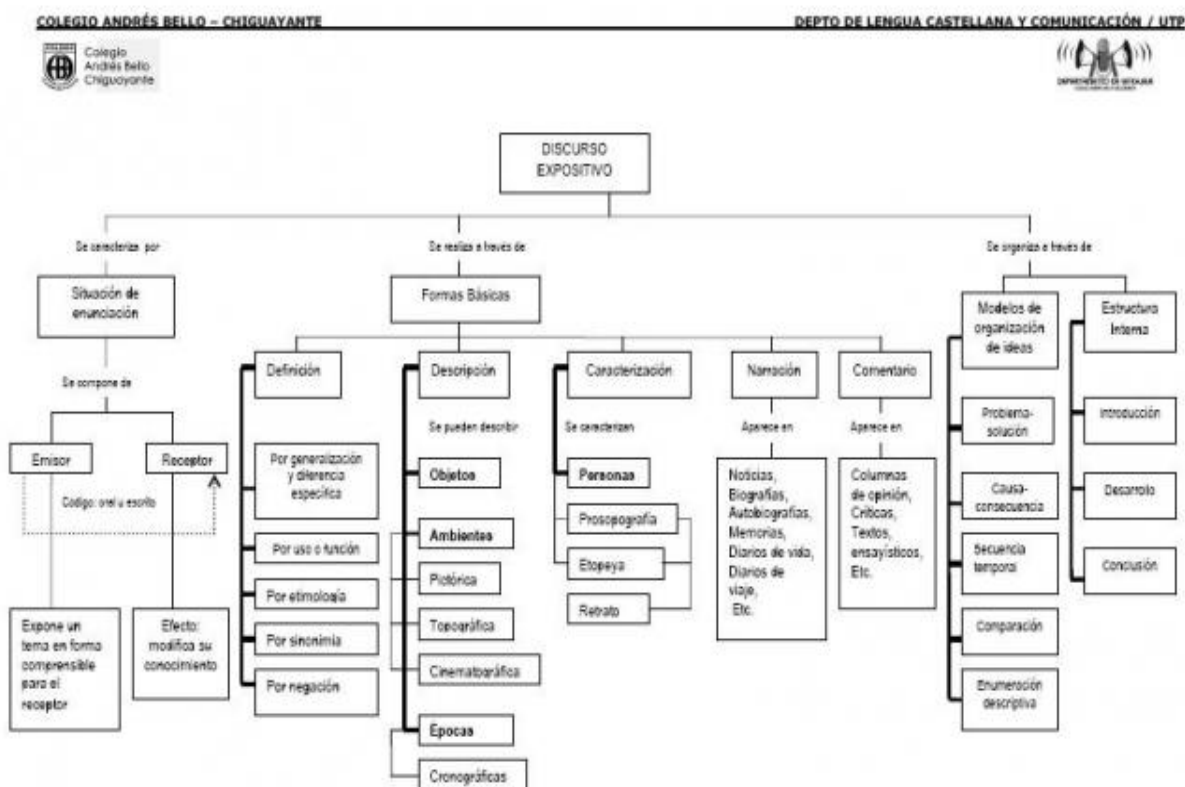 COLEGIO ANDRÉS BELLO – CHIGUAYANTE
DEPTO DE LENGUA CASTELLANA Y COMUNICACIÓN / UTP
Colegio
Andrés Bello
Chiguayante
DEPARTAMENTO DE LENGUAJE
DISCURSO
EXPOSITIVO
Se caracteriza por
Se realiza a través de
Se organiza a través de
Situación de
enunciación
Formas Básicas
Modelos de
organización
de ideas
Estructura
Interna
Se compone de
Definición
Descripción
Caracterización
Narración
Comentario
Se pueden describir
Se caracterizan
Aparece en
Aparece en
Emisor
Receptor
Codigo: oral u escrito
Expone un
tema en forma
comprensible
para el
receptor
Efecto:
modifica su
conocimiento
Por generalización
y diferencia
específica
Por uso o función
Por etimología
Por sinonimia
Por negación
Objetos
Ambientes
Pictórica
Topográfica
Cinematográfica
Epocas
Cronográficas
Personas
Prosopografía
Etopeya
Retrato
Noticias,
Biografías,
Autobiografías,
Memorias,
Diarios de vida,
Diarios de
viaje,
Etc.
Columnas
de opinión,
Críticas,
Textos,
ensayísticos,
Etc.
Problema-
solución
Causa-
consecuencia
Secuencia
temporal
Comparación
Enumeración
descriptiva
Introducción
Desarrollo
Conclusión